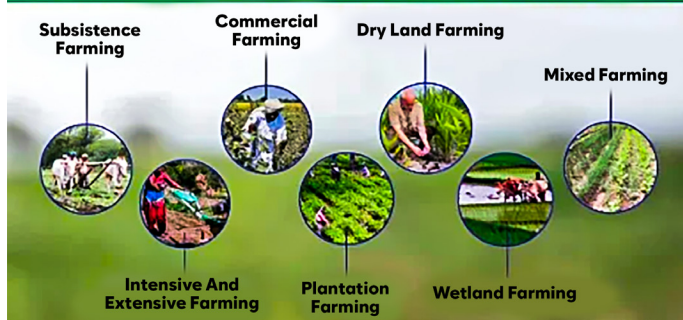 Subsistence
Farming
Commercial
Farming
Dry Land Farming
Mixed Farming
Intensive And
Extensive Farming
Plantation
Farming
Wetland Farming